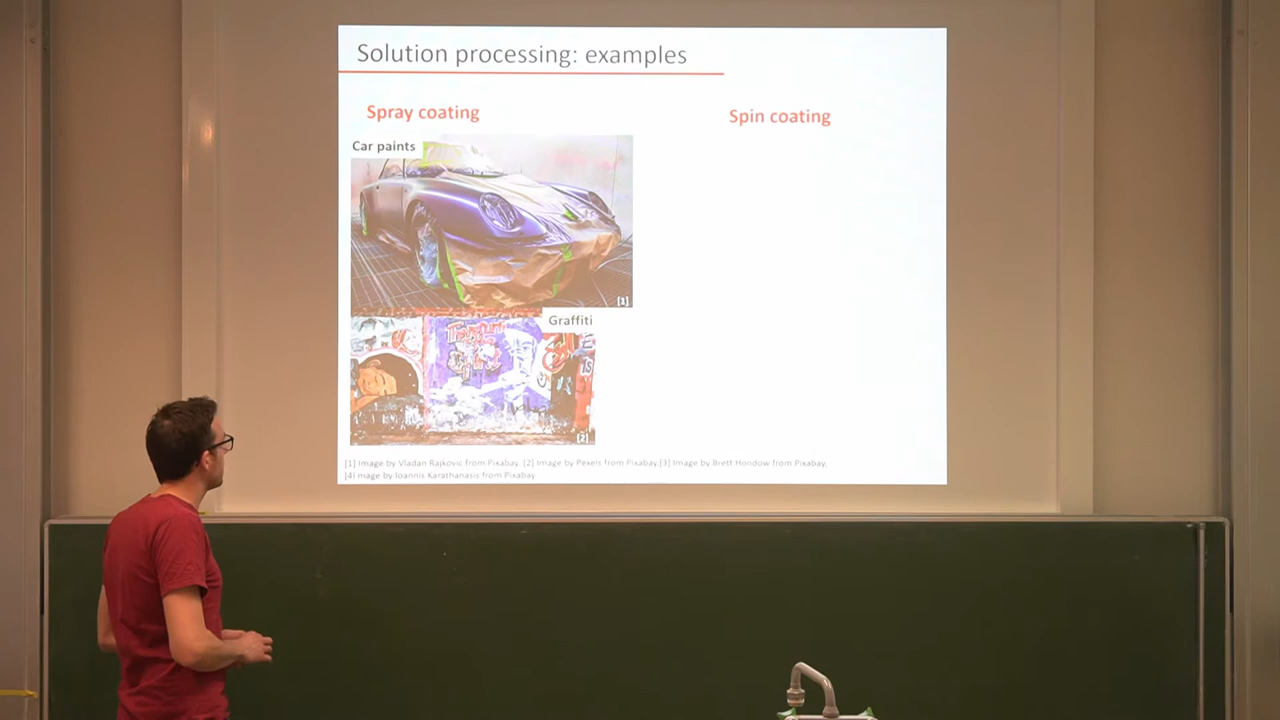 Solution processing: examples
Spray coating
Spin coating
Car paints
[1]
Graffiti
[2]
[1] Image by Vladan Rajkovic from Pixabay, [2] Image by Pexels from Pixabay,[3] Image by Brett Hondow from Pixabay,
[4] mage by Ioannis Karathanasis from Pixabay